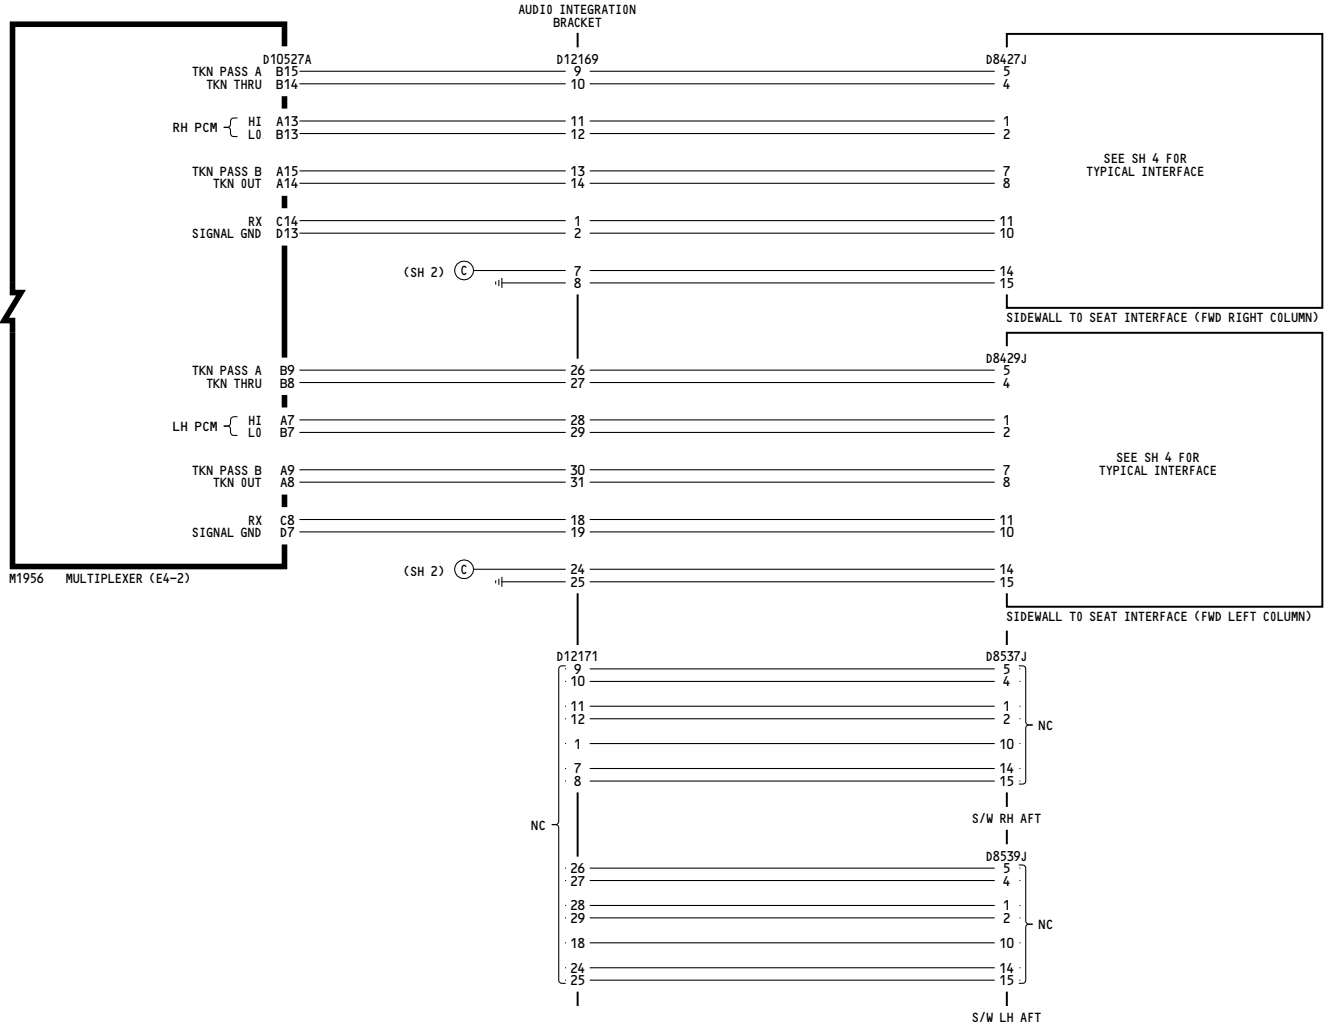 AUDIO INTEGRATION
BRACKET
D10527A D12169 D8427J
TKN PASS A B15 9 5
TKN THRU B14 10 4
RH PCM HI A13 11 1
LO B13 12 2
TKN PASS B A15 13 7
TKN OUT A14 14 8
RX C14 1 11
SIGNAL GND D13 2 10
(SH 2) C 7 14
8 15
SEE SH 4 FOR
TYPICAL INTERFACE
SIDEWALL TO SEAT INTERFACE (FWD RIGHT COLUMN)
D8429J
TKN PASS A B9 26 5
TKN THRU B8 27 4
LH PCM HI A7 28 1
LO B7 29 2
TKN PASS B A9 30 7
TKN OUT A8 31 8
RX C8 18 11
SIGNAL GND D7 19 10
(SH 2) C 24 14
25 15
SEE SH 4 FOR
TYPICAL INTERFACE
M1956 MULTIPLEXER (E4-2)
SIDEWALL TO SEAT INTERFACE (FWD LEFT COLUMN)
D12171 D8537J
9 5
10 4
11 1
12 2
NC
1 10
7 14
8 15
S/W RH AFT
NC
D8539J
26 5
27 4
28 1
29 2
NC
18 10
24 14
25 15
S/W LH AFT